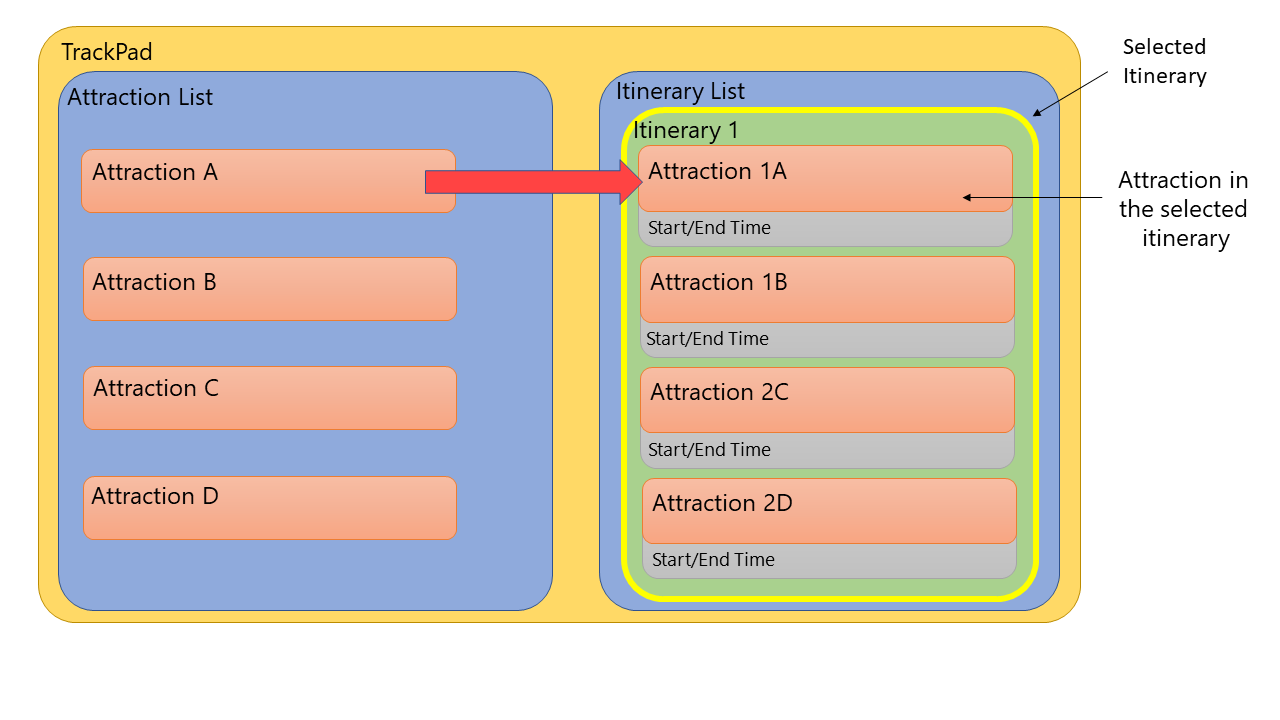 TrackPad
Attraction List
Attraction A
Attraction B
Attraction C
Attraction D
Itinerary List
Itinerary 1
Attraction 1A
Start/End Time
Attraction 1B
Start/End Time
Attraction 2C
Start/End Time
Attraction 2D
Start/End Time
Selected
Itinerary
Attraction in
the selected
itinerary